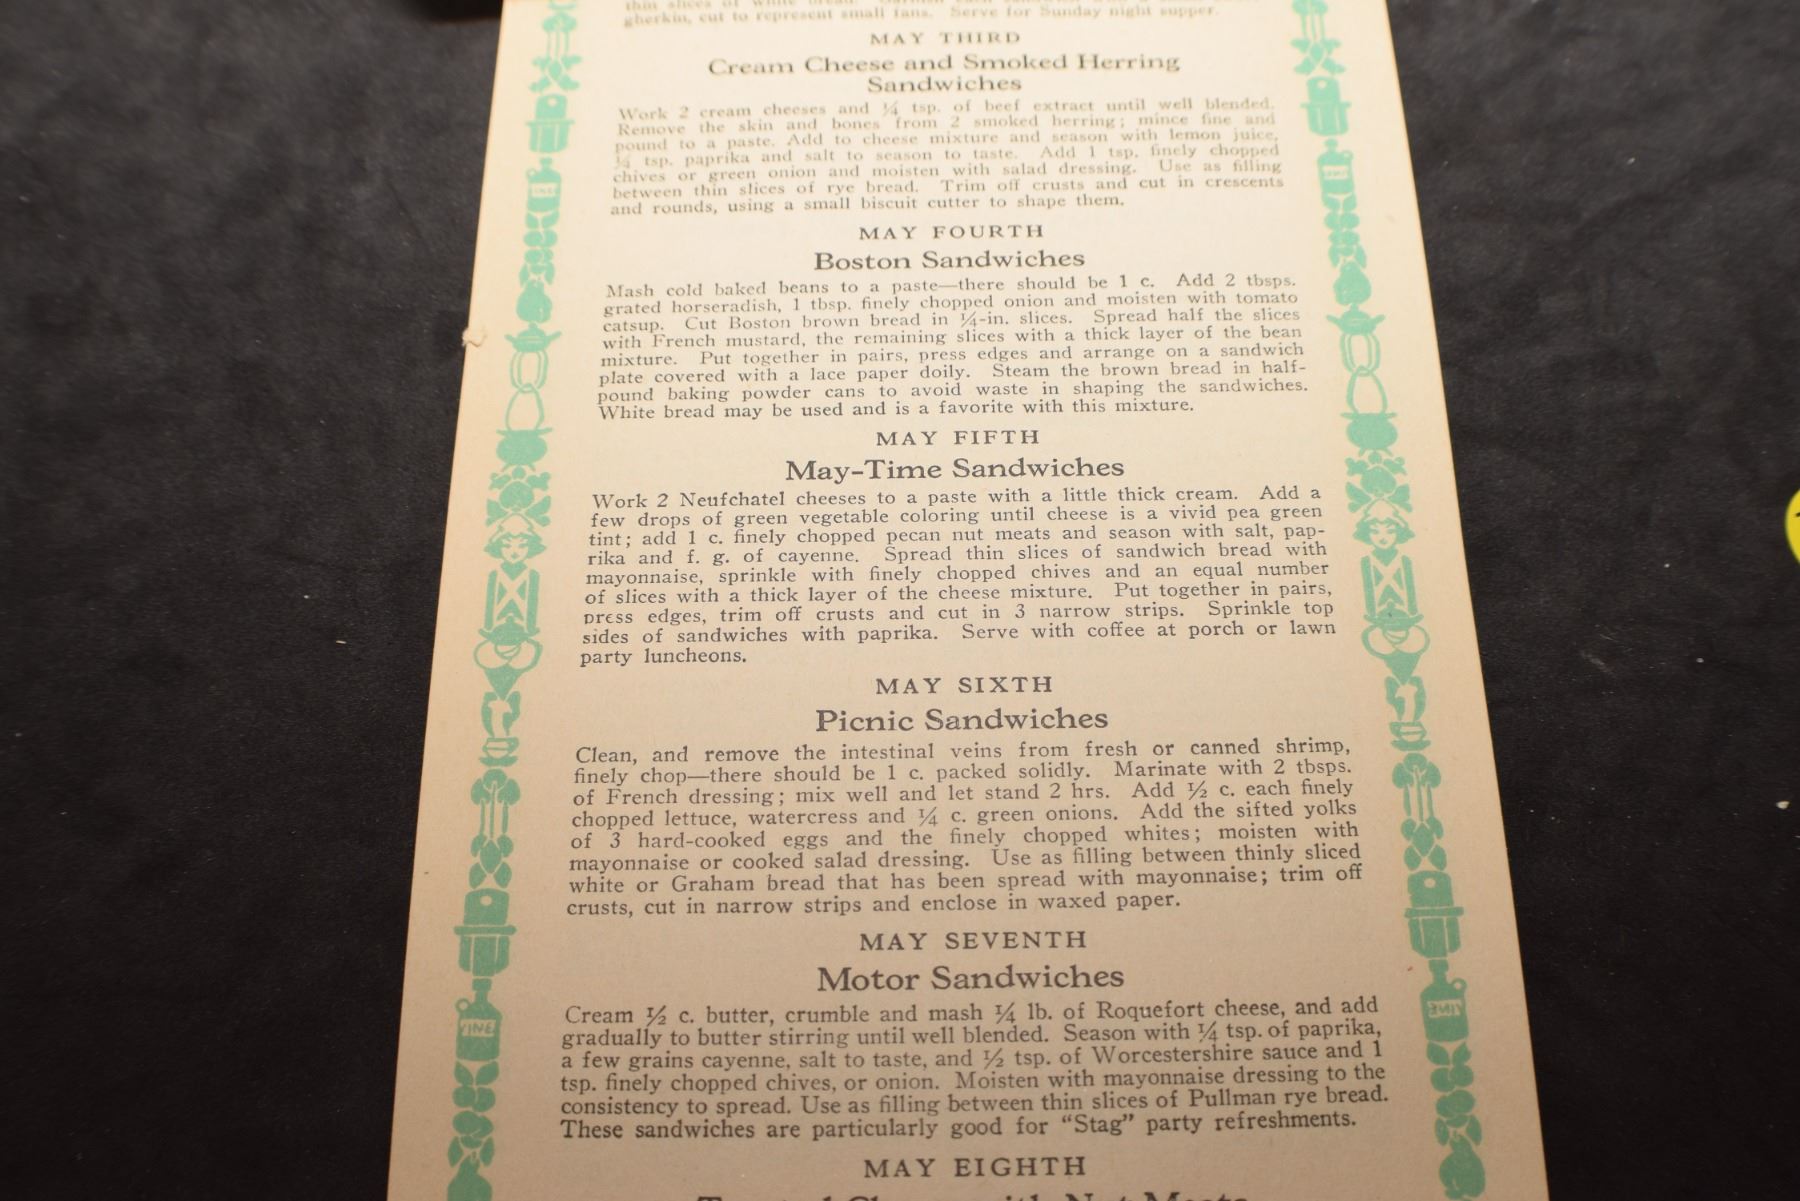 thin slices of white bread.
gherkin, cut to represent small fans. Serve for Sunday night supper.
MAY THIRD
Cream Cheese and Smoked Herring
Sandwiches
Work 2 cream cheeses and ¼ tsp. of beef extract until well blended.
Remove the skin and bones from 2 smoked herring; mince fine and
pound to a paste. Add to cheese mixture and season with lemon juice,
¼ tsp. paprika and salt to season to taste. Add 1 tsp. finely chopped
chives or green onion and moisten with salad dressing. Use as filling
between thin slices of rye bread. Trim off crusts and cut in crescents
and rounds, using a small biscuit cutter to shape them.
MAY FOURTH
Boston Sandwiches
Mash cold baked beans to a paste—there should be 1 c. Add 2 tbsps.
grated horseradish, 1 tbsp. finely chopped onion and moisten with tomato
catsup. Cut Boston brown bread in ¼-in. slices. Spread half the slices
with French mustard, the remaining slices with a thick layer of the bean
mixture. Put together in pairs, press edges and arrange on a sandwich
plate covered with a lace paper doily. Steam the brown bread in half-
pound baking powder cans to avoid waste in shaping the sandwiches.
White bread may be used and is a favorite with this mixture.
MAY FIFTH
May-Time Sandwiches
Work 2 Neufchatel cheeses to a paste with a little thick cream. Add a
few drops of green vegetable coloring until cheese is a vivid pea green
tint; add 1 c. finely chopped pecan nut meats and season with salt, pap-
rika and f. g. of cayenne. Spread thin slices of sandwich bread with
mayonnaise, sprinkle with finely chopped chives and an equal number
of slices with a thick layer of the cheese mixture. Put together in pairs,
press edges, trim off crusts and cut in 3 narrow strips. Sprinkle top
sides of sandwiches with paprika. Serve with coffee at porch or lawn
party luncheons.
MAY SIXTH
Picnic Sandwiches
Clean, and remove the intestinal veins from fresh or canned shrimp,
finely chop—there should be 1 c. packed solidly. Marinate with 2 tbsps.
of French dressing; mix well and let stand 2 hrs. Add ½ c. each finely
chopped lettuce, watercress and ¼ c. green onions. Add the sifted yolks
of 3 hard-cooked eggs and the finely chopped whites; moisten with
mayonnaise or cooked salad dressing. Use as filling between thinly sliced
white or Graham bread that has been spread with mayonnaise; trim off
crusts, cut in narrow strips and enclose in waxed paper.
MAY SEVENTH
Motor Sandwiches
Cream ½ c. butter, crumble and mash ¼ lb. of Roquefort cheese, and add
gradually to butter stirring until well blended. Season with ¼ tsp. of paprika,
a few grains cayenne, salt to taste, and ½ tsp. of Worcestershire sauce and 1
tsp. finely chopped chives, or onion. Moisten with mayonnaise dressing to the
consistency to spread. Use as filling between thin slices of Pullman rye bread.
These sandwiches are particularly good for "Stag" party refreshments.
MAY EIGHTH